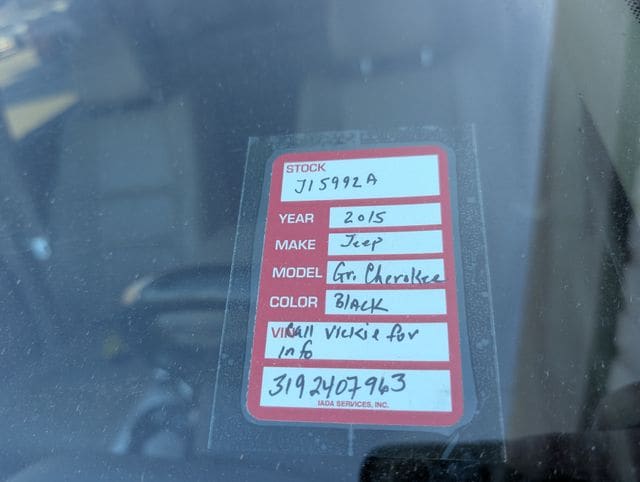 STOCK
J15992A
YEAR 2015
MAKE Jeep
MODEL Gr. Cherokee
COLOR BLACK
VIN Call Vickie for
info
3192407963
IADA SERVICES, INC.